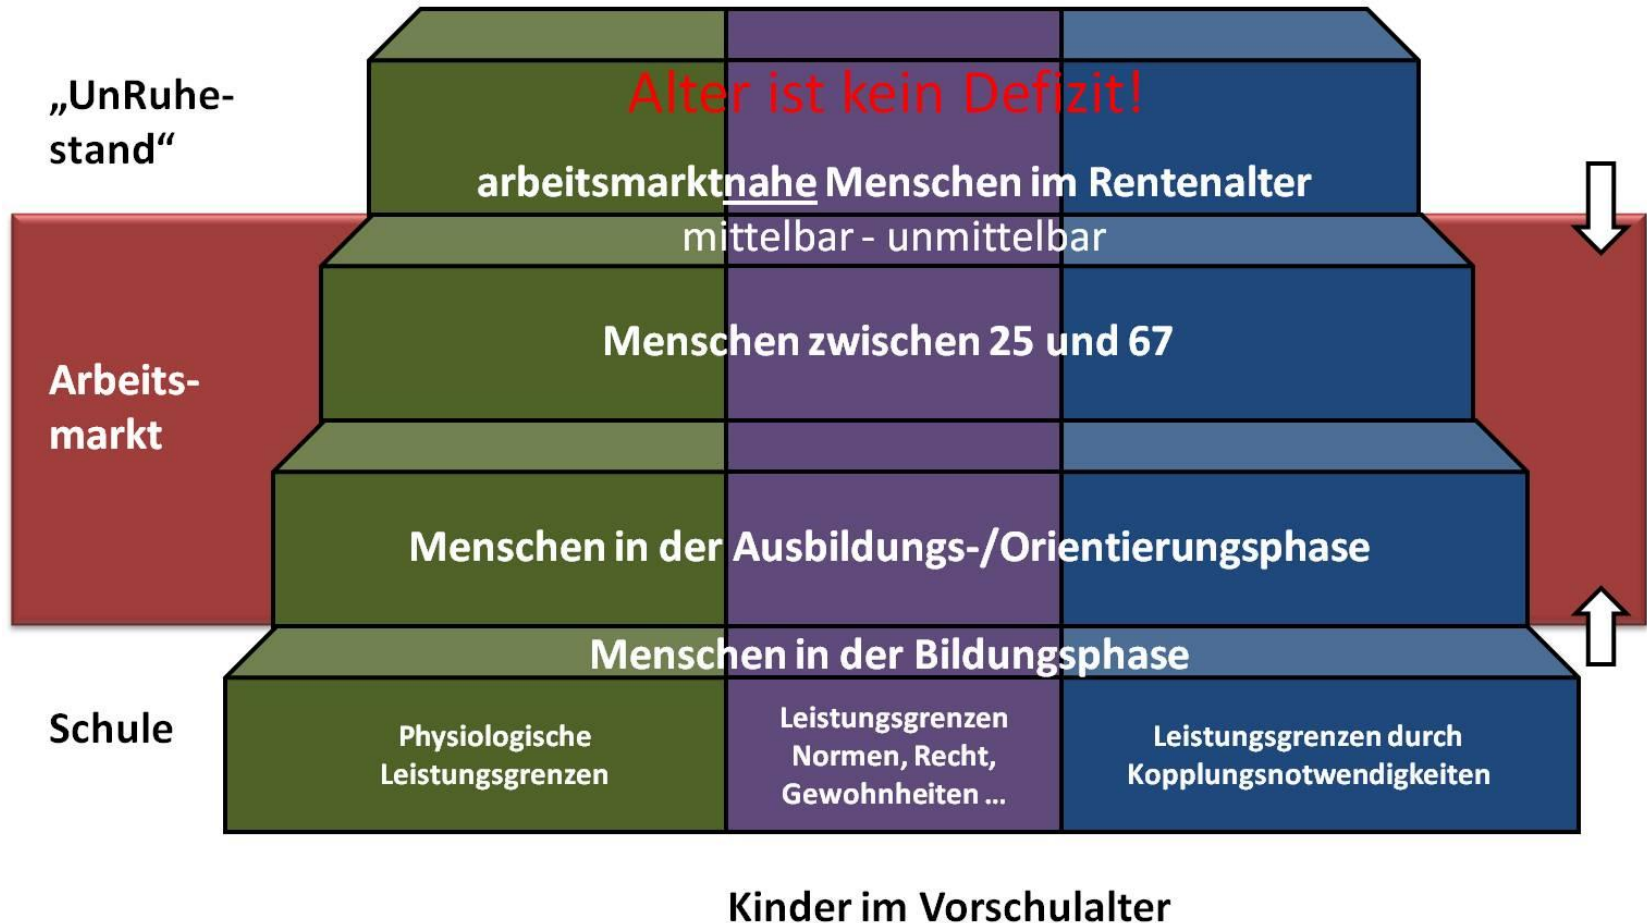 Alter ist kein Defizit!
„UnRuhe-
stand“
arbeitsmarktnahe Menschen im Rentenalter
mittelbar - unmittelbar
Menschen zwischen 25 und 67
Arbeits-
markt
Menschen in der Ausbildungs-/Orientierungsphase
Menschen in der Bildungsphase
Schule
Physiologische
Leistungsgrenzen
Leistungsgrenzen
Normen, Recht,
Gewohnheiten ...
Leistungsgrenzen durch
Kopplungsnotwendigkeiten
Kinder im Vorschulalter